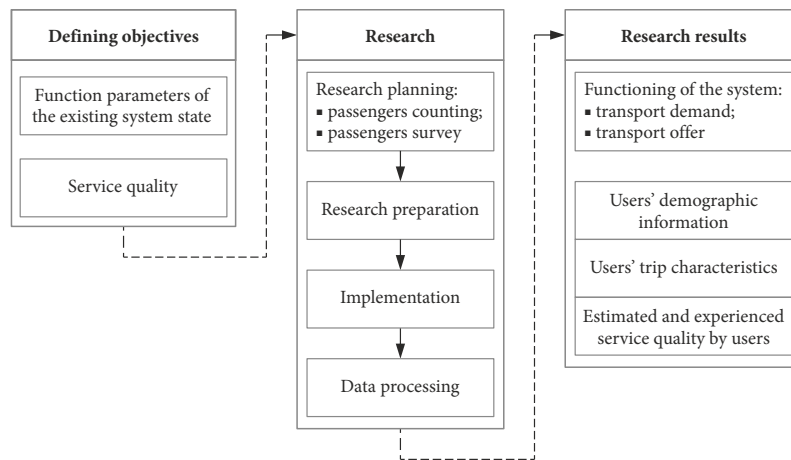 Defining objectives
Function parameters of
the existing system state
Service quality
Research
Research planning:
▪ passengers counting;
▪ passengers survey
Research preparation
Implementation
Data processing
Research results
Functioning of the system:
▪ transport demand;
▪ transport offer
Users’ demographic
information
Users’ trip characteristics
Estimated and experienced
service quality by users